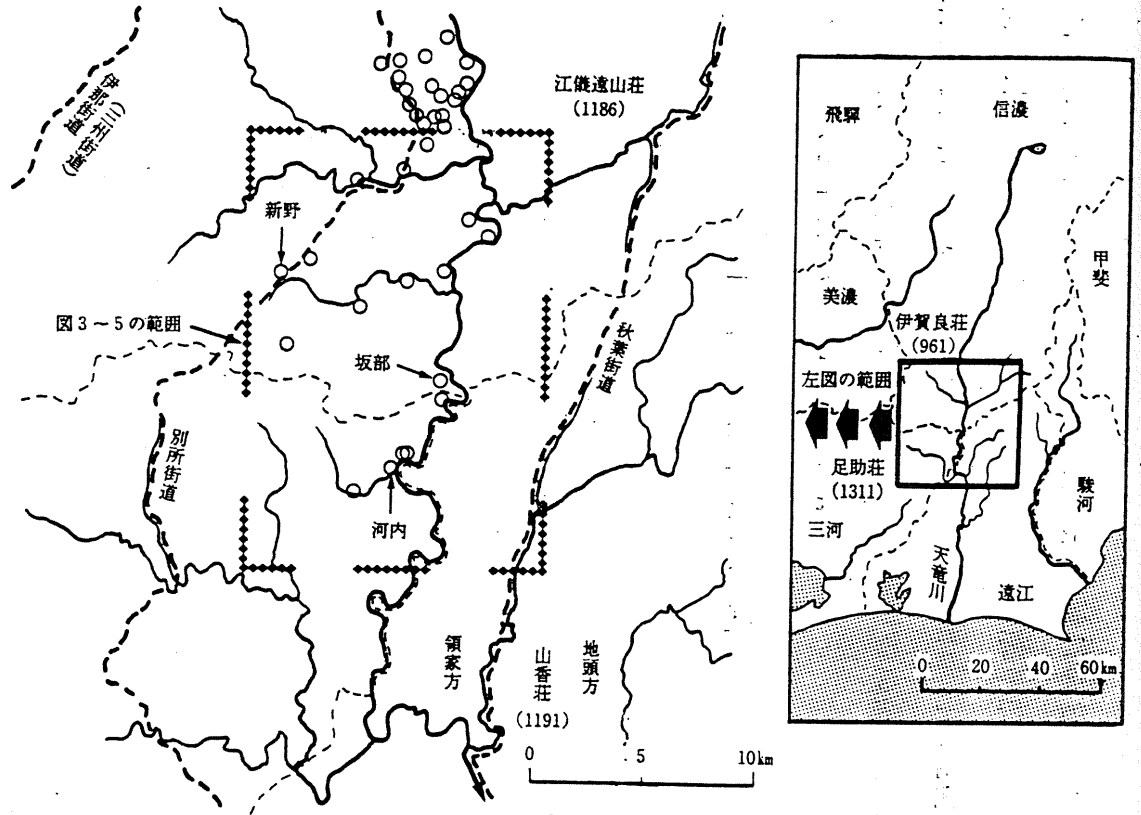 伊那街道
(三州街道)
江儀遠山荘
(1186)
新野
図3～5の範囲
坂部
秋葉街道
別所街道
河内
領家方
山香荘
(1191)
地頭方
0 5 10km
飛騨
信濃
甲斐
美濃
伊賀良荘
(961)
左図の範囲
足助荘
(1311)
三河
駿河
天竜川
遠江
0 20 40 60km